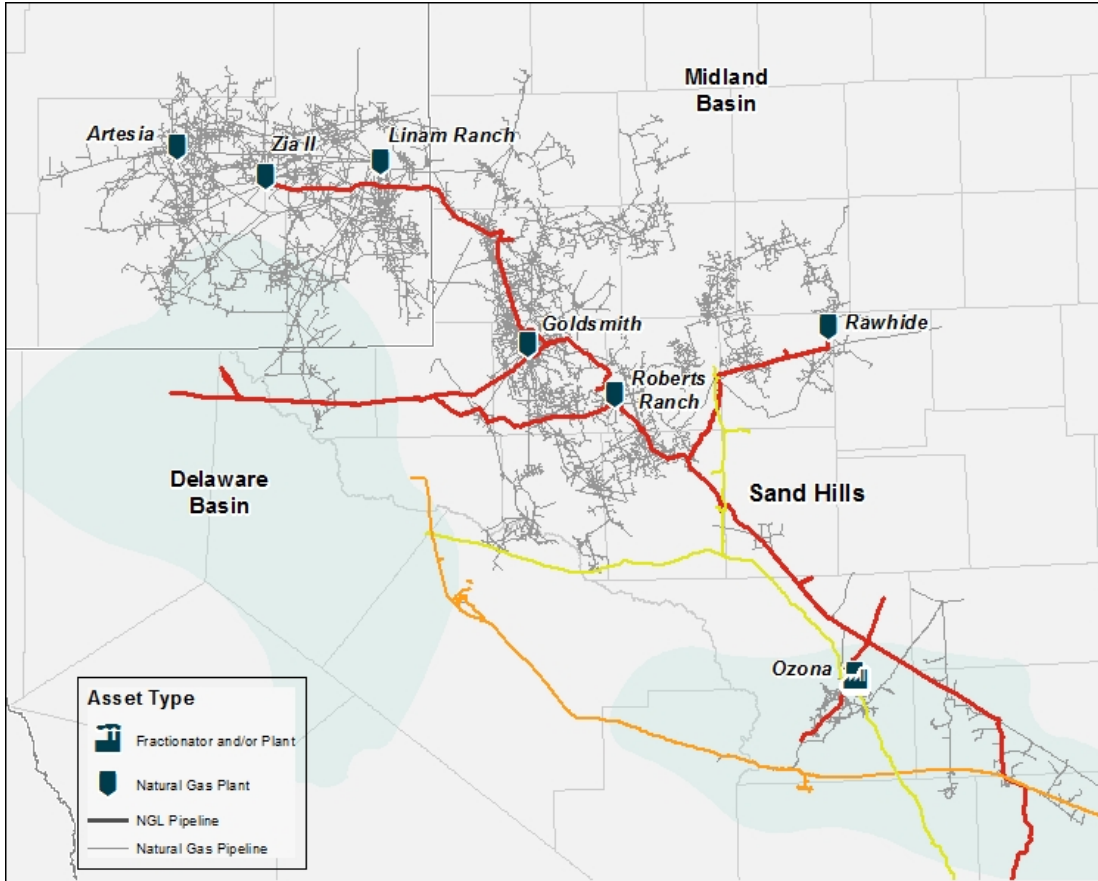 Midland
Basin
Artesia
Zia II
Linam Ranch
Goldsmith
Rawhide
Roberts
Ranch
Delaware
Basin
Sand Hills
Ozona
Asset Type
Fractionator and/or Plant
Natural Gas Plant
NGL Pipeline
Natural Gas Pipeline